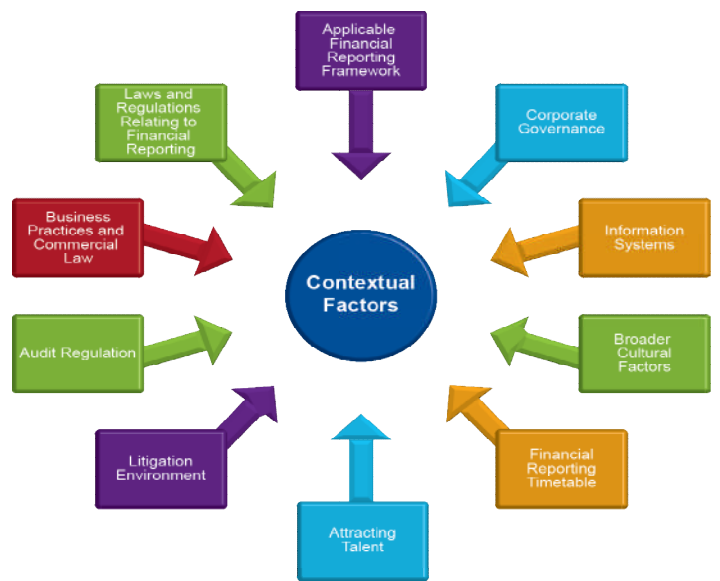 Applicable
Financial
Reporting
Framework
Laws and
Regulations
Relating to
Financial
Reporting
Corporate
Governance
Business
Practices and
Commercial
Law
Information
Systems
Contextual
Factors
Audit Regulation
Broader
Cultural
Factors
Litigation
Environment
Financial
Reporting
Timetable
Attracting
Talent